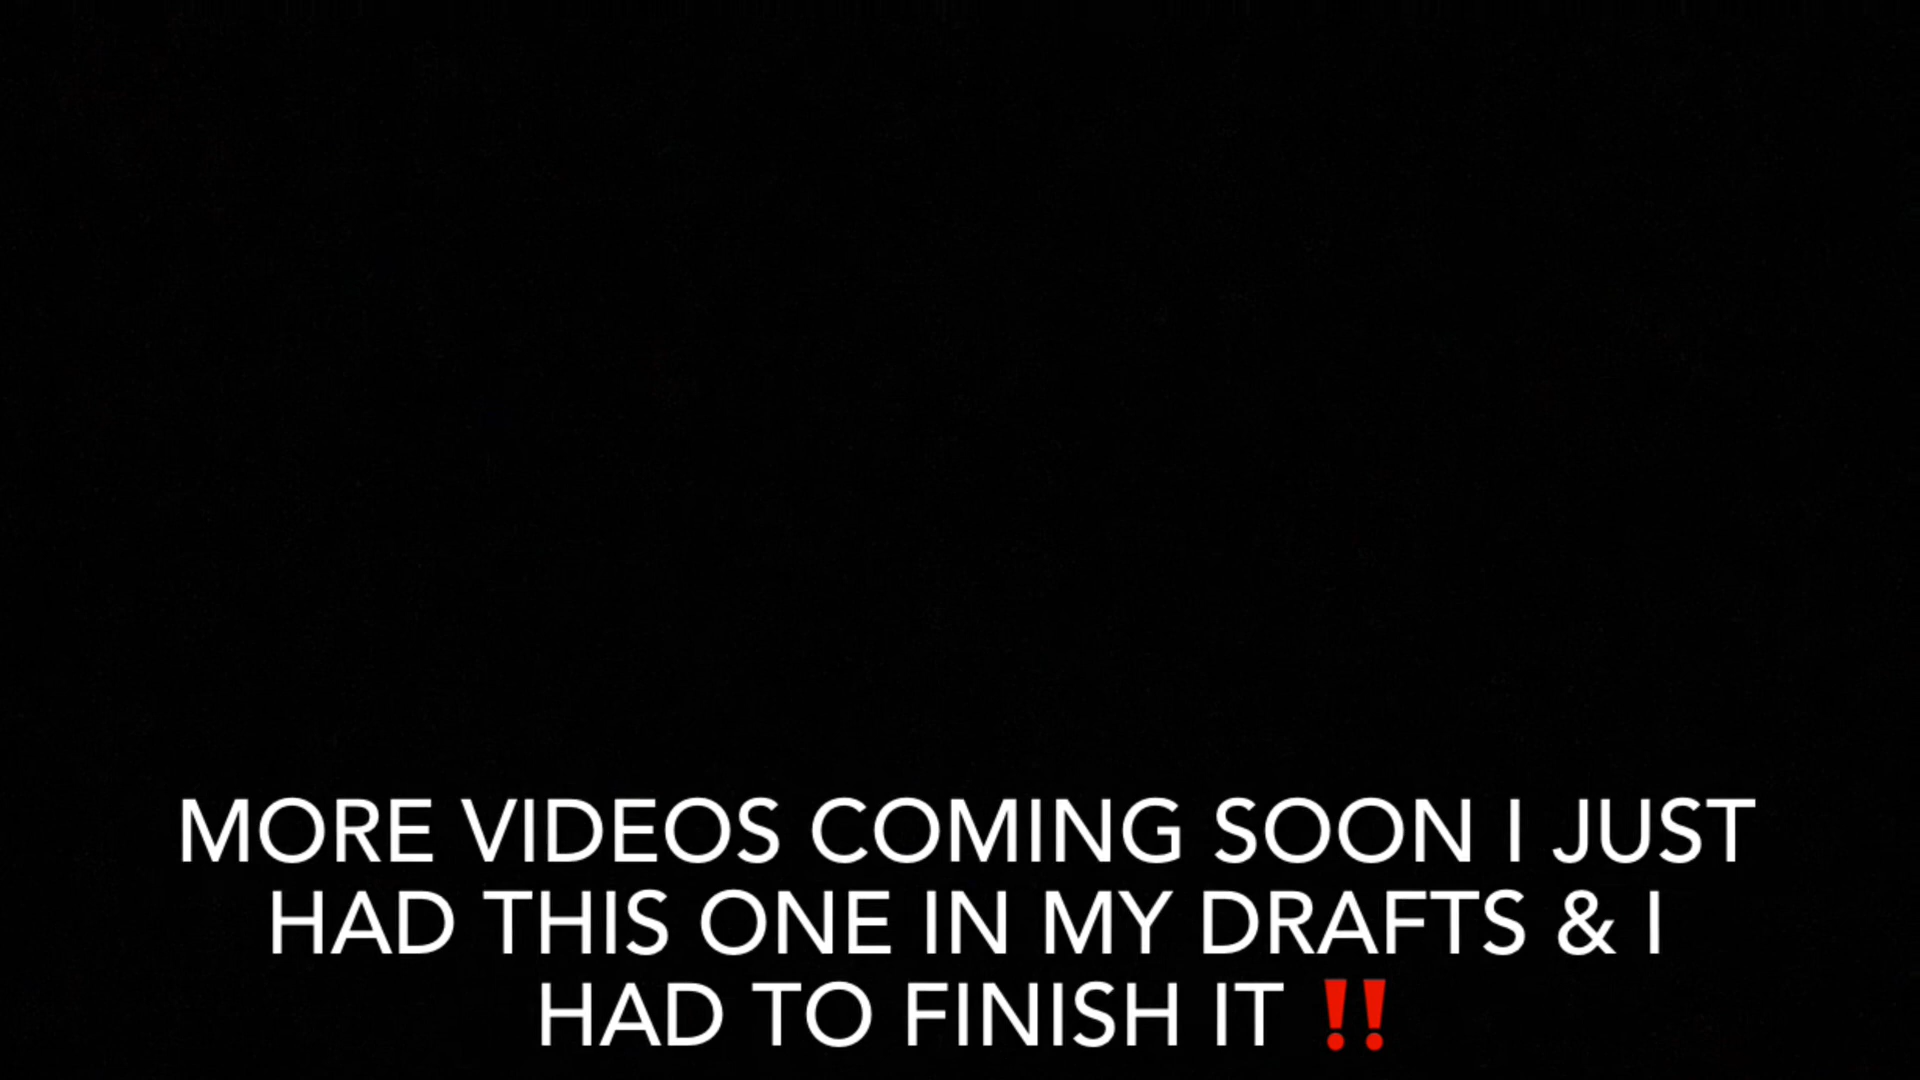 MORE VIDEOS COMING SOON I JUST
HAD THIS ONE IN MY DRAFTS & I
HAD TO FINISH IT ‼️